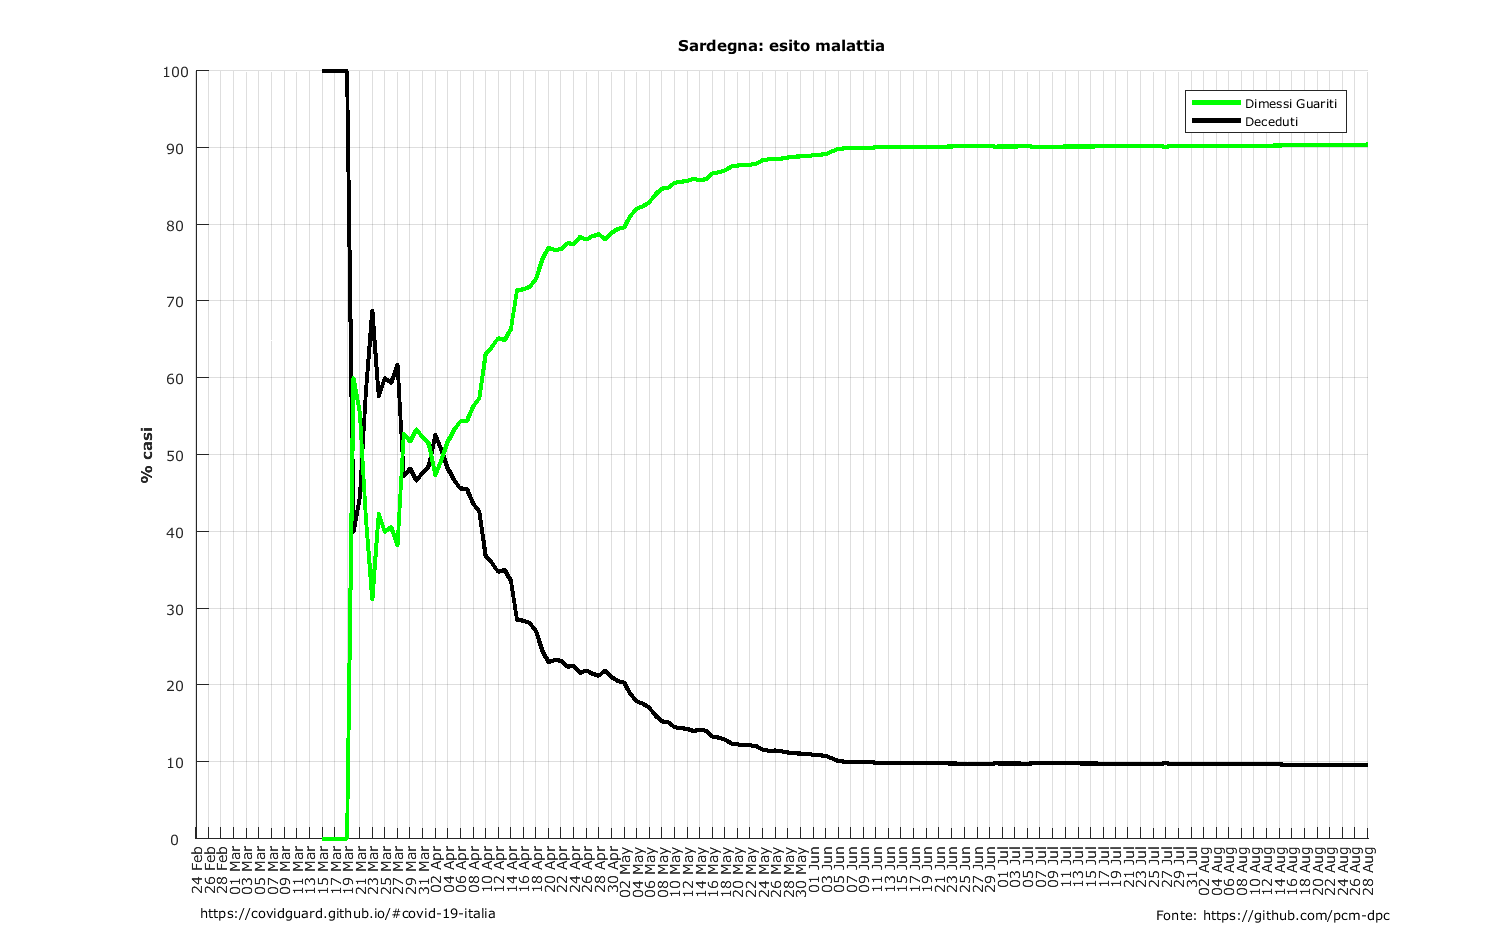 Sardegna: esito malattia
Dimessi Guariti
Deceduti
% casi
100
90
80
70
60
50
40
30
20
10
0
24 Feb
26 Feb
28 Feb
01 Mar
03 Mar
05 Mar
07 Mar
09 Mar
11 Mar
13 Mar
15 Mar
17 Mar
19 Mar
21 Mar
23 Mar
25 Mar
27 Mar
29 Mar
31 Mar
02 Apr
04 Apr
06 Apr
08 Apr
10 Apr
12 Apr
14 Apr
16 Apr
18 Apr
20 Apr
22 Apr
24 Apr
26 Apr
28 Apr
30 Apr
02 May
04 May
06 May
08 May
10 May
12 May
14 May
16 May
18 May
20 May
22 May
24 May
26 May
28 May
30 May
01 Jun
03 Jun
05 Jun
07 Jun
09 Jun
11 Jun
13 Jun
15 Jun
17 Jun
19 Jun
21 Jun
23 Jun
25 Jun
27 Jun
29 Jun
01 Jul
03 Jul
05 Jul
07 Jul
09 Jul
11 Jul
13 Jul
15 Jul
17 Jul
19 Jul
21 Jul
23 Jul
25 Jul
27 Jul
29 Jul
31 Jul
02 Aug
04 Aug
06 Aug
08 Aug
10 Aug
12 Aug
14 Aug
16 Aug
18 Aug
20 Aug
22 Aug
24 Aug
26 Aug
28 Aug
https://covidguard.github.io/#covid-19-italia
Fonte: https://github.com/pcm-dpc